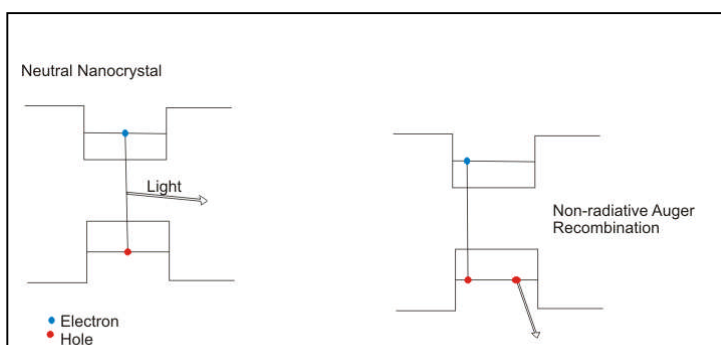 Neutral Nanocrystal
Light
Non-radiative Auger
Recombination
Electron
Hole